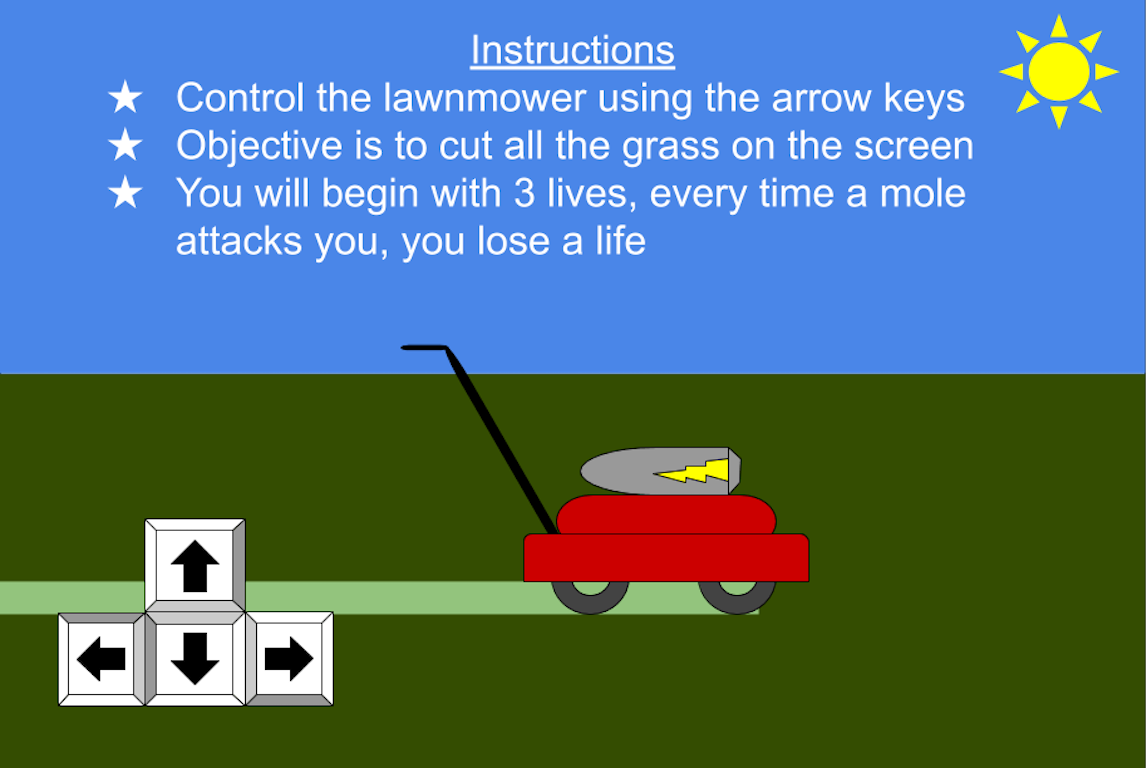 Instructions
★ Control the lawnmower using the arrow keys
★ Objective is to cut all the grass on the screen
★ You will begin with 3 lives, every time a mole
attacks you, you lose a life